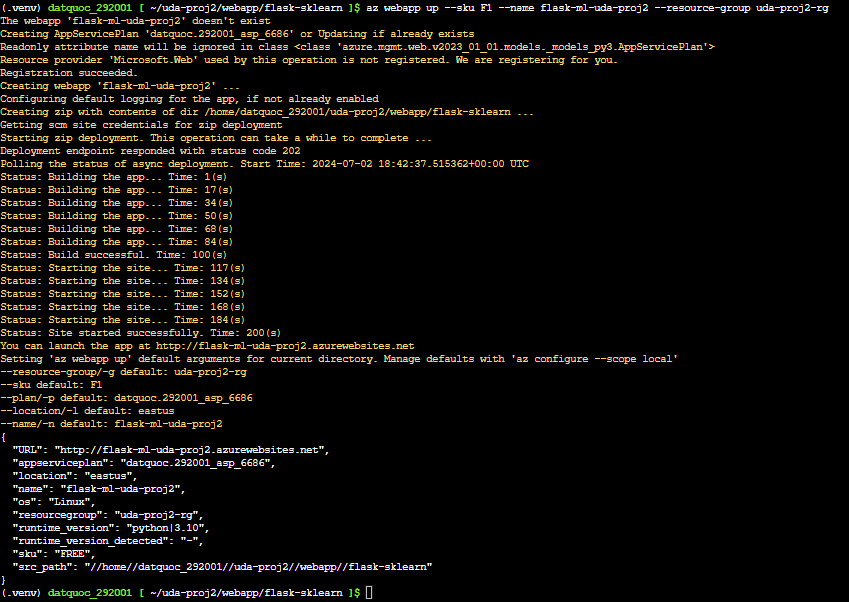 (.venv) datquoc_292001 [ ~/uda-proj2/webapp/flask-sklearn ]$ az webapp up --sku F1 --name flask-ml-uda-proj2 --resource-group uda-proj2-rg
The webapp 'flask-ml-uda-proj2' doesn't exist
Creating AppServicePlan 'datquoc.292001_asp_6686' or Updating if already exists
Readonly attribute name will be ignored in class <class 'azure.mgmt.web.v2023_01_01.models._models_py3.AppServicePlan'>
Resource provider 'Microsoft.Web' used by this operation is not registered. We are registering for you.
Registration succeeded.
Creating webapp 'flask-ml-uda-proj2' ...
Configuring default logging for the app, if not already enabled
Creating zip with contents of dir /home/datquoc_292001/uda-proj2/webapp/flask-sklearn ...
Getting scm site credentials for zip deployment
Starting zip deployment. This operation can take a while to complete ...
Deployment endpoint responded with status code 202
Polling the status of async deployment. Start Time: 2024-07-02 18:42:37.515362+00:00 UTC
Status: Building the app... Time: 1(s)
Status: Building the app... Time: 17(s)
Status: Building the app... Time: 34(s)
Status: Building the app... Time: 50(s)
Status: Building the app... Time: 68(s)
Status: Building the app... Time: 84(s)
Status: Build successful. Time: 100(s)
Status: Starting the site... Time: 117(s)
Status: Starting the site... Time: 134(s)
Status: Starting the site... Time: 152(s)
Status: Starting the site... Time: 168(s)
Status: Starting the site... Time: 184(s)
Status: Site started successfully. Time: 200(s)
You can launch the app at http://flask-ml-uda-proj2.azurewebsites.net
Setting 'az webapp up' default arguments for current directory. Manage defaults with 'az configure --scope local'
--resource-group/-g default: uda-proj2-rg
--sku default: F1
--plan/-p default: datquoc.292001_asp_6686
--location/-l default: eastus
--name/-n default: flask-ml-uda-proj2
{
  "URL": "http://flask-ml-uda-proj2.azurewebsites.net",
  "appserviceplan": "datquoc.292001_asp_6686",
  "location": "eastus",
  "name": "flask-ml-uda-proj2",
  "os": "Linux",
  "resourcegroup": "uda-proj2-rg",
  "runtime_version": "python|3.10",
  "runtime_version_detected": "-",
  "sku": "FREE",
  "src_path": "//home//datquoc_292001//uda-proj2//webapp//flask-sklearn"
}
(.venv) datquoc_292001 [ ~/uda-proj2/webapp/flask-sklearn ]$